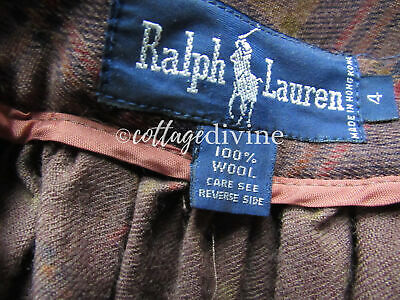 Ralph Lauren
MADE IN HONG KONG
4
©cottagedivine
100%
WOOL
CARE SEE
REVERSE SIDE